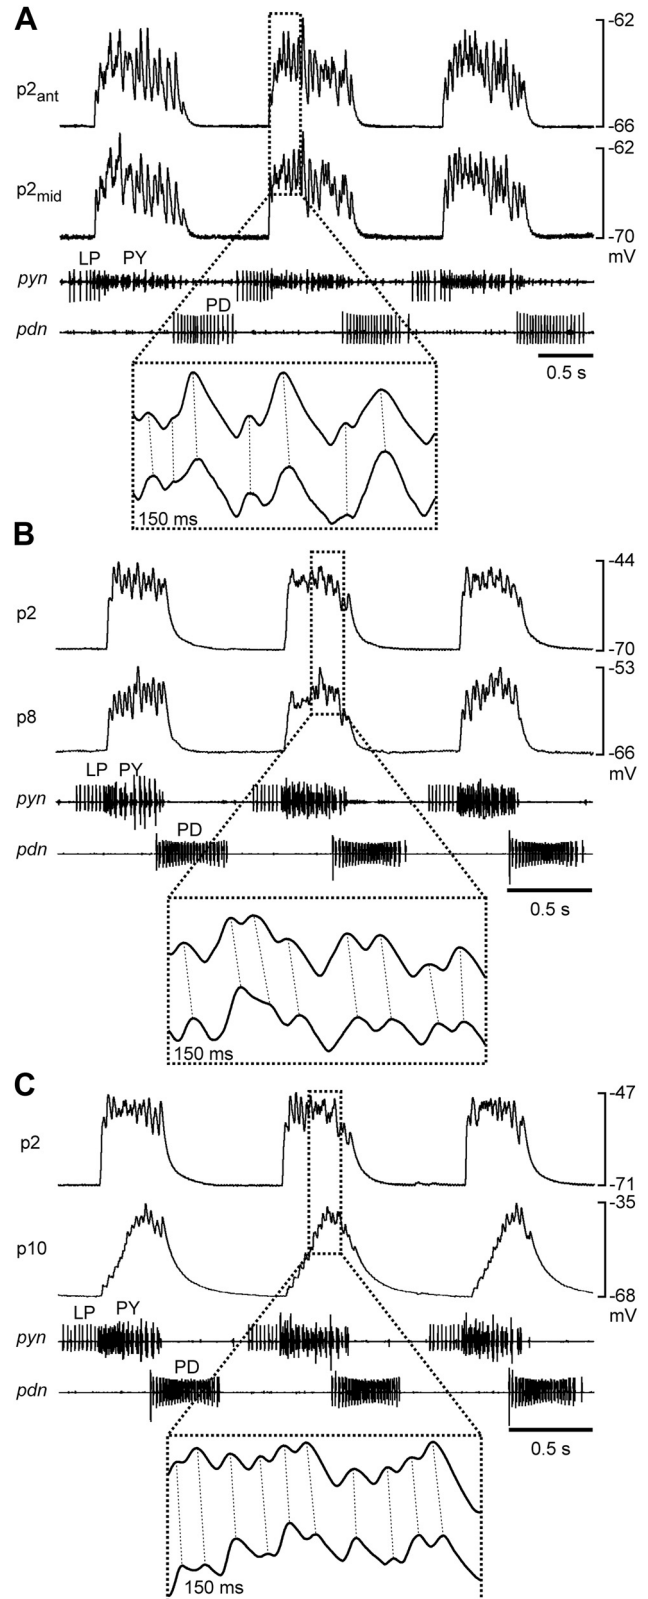 A
-62
p2ant
-66
-62
p2mid
-70
mV
LP PY
pyn
PD
pdn
0.5 s
150 ms
B
-44
p2
-70
-53
p8
-66
mV
LP PY
pyn
PD
pdn
0.5 s
150 ms
C
-47
p2
-71
-35
p10
-68
mV
LP PY
pyn
PD
pdn
0.5 s
150 ms